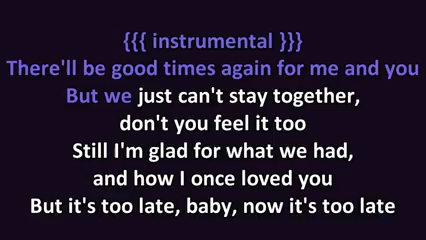 {{{ instrumental }}}
There'll be good times again for me and you
But we just can't stay together,
don't you feel it too
Still I'm glad for what we had,
and how I once loved you
But it's too late, baby, now it's too late